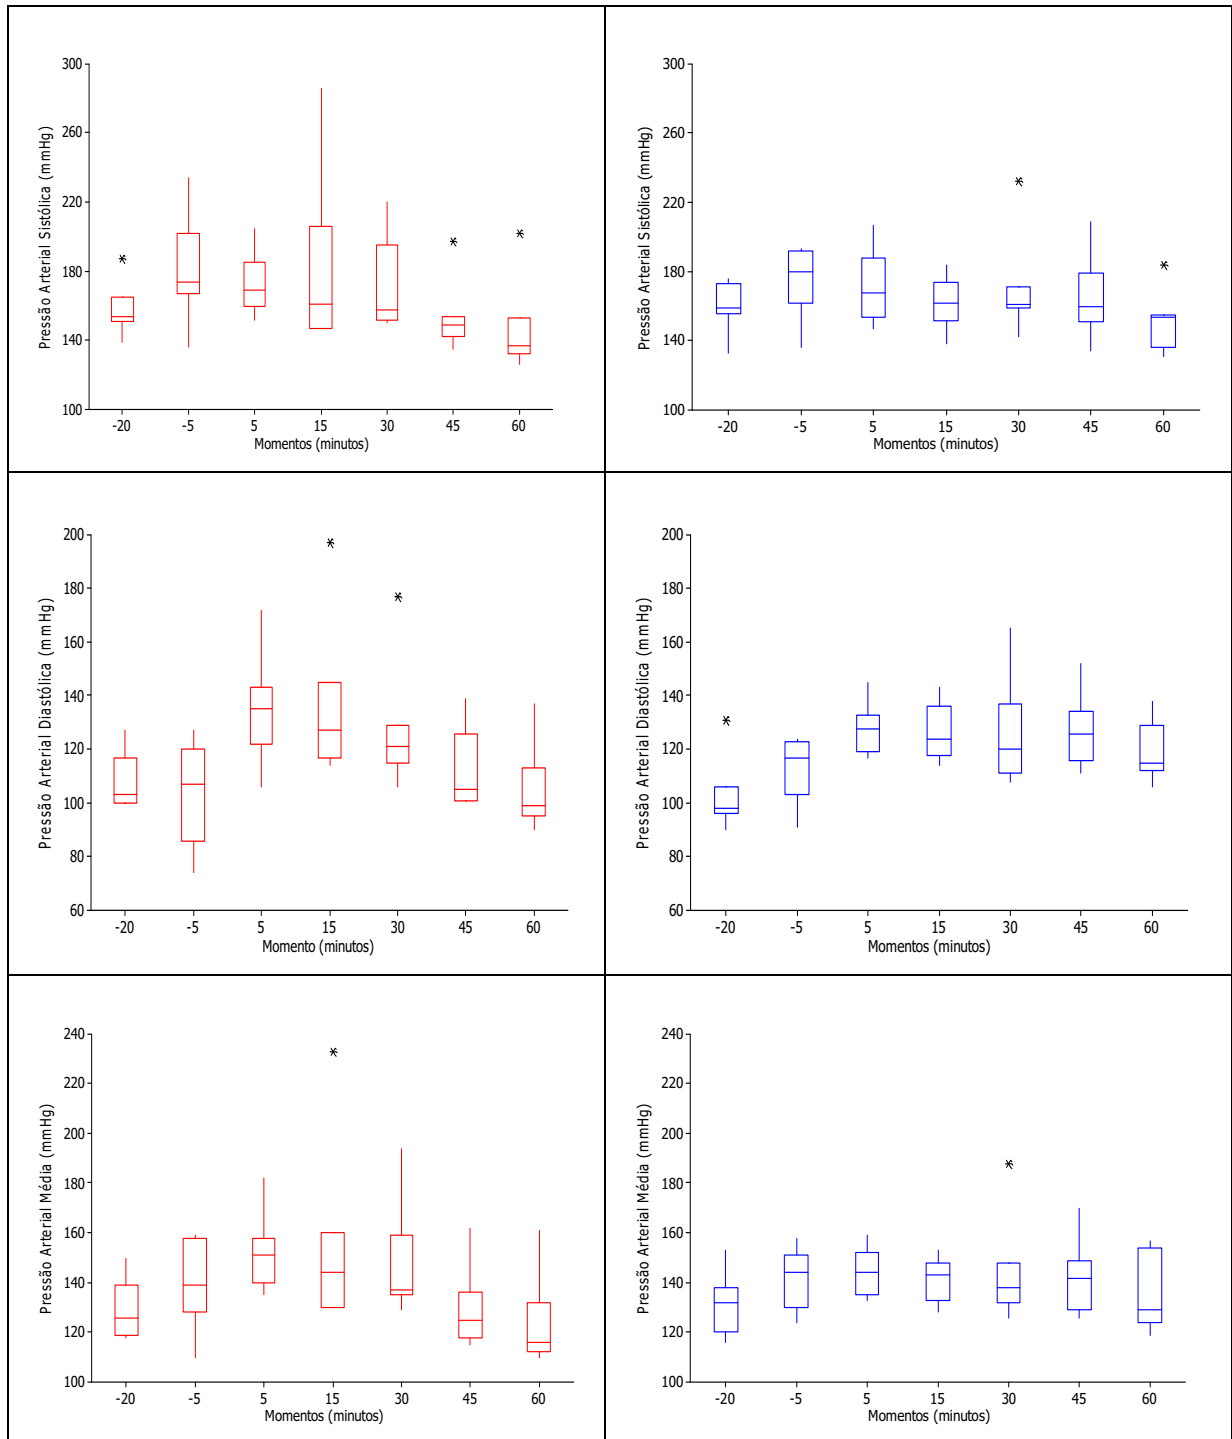 Pressão Arterial Sistólica (mmHg)
300
260
220
180
140
100
-20 -5 5 15 30 45 60
Momentos (minutos)
Pressão Arterial Sistólica (mmHg)
300
260
220
180
140
100
-20 -5 5 15 30 45 60
Momentos (minutos)
Pressão Arterial Diastólica (mmHg)
200
180
160
140
120
100
80
60
-20 -5 5 15 30 45 60
Momento (minutos)
Pressão Arterial Diastólica (mmHg)
200
180
160
140
120
100
80
60
-20 -5 5 15 30 45 60
Momentos (minutos)
Pressão Arterial Média (mmHg)
240
220
200
180
160
140
120
100
-20 -5 5 15 30 45 60
Momentos (minutos)
Pressão Arterial Média (mmHg)
240
220
200
180
160
140
120
100
-20 -5 5 15 30 45 60
Momentos (minutos)